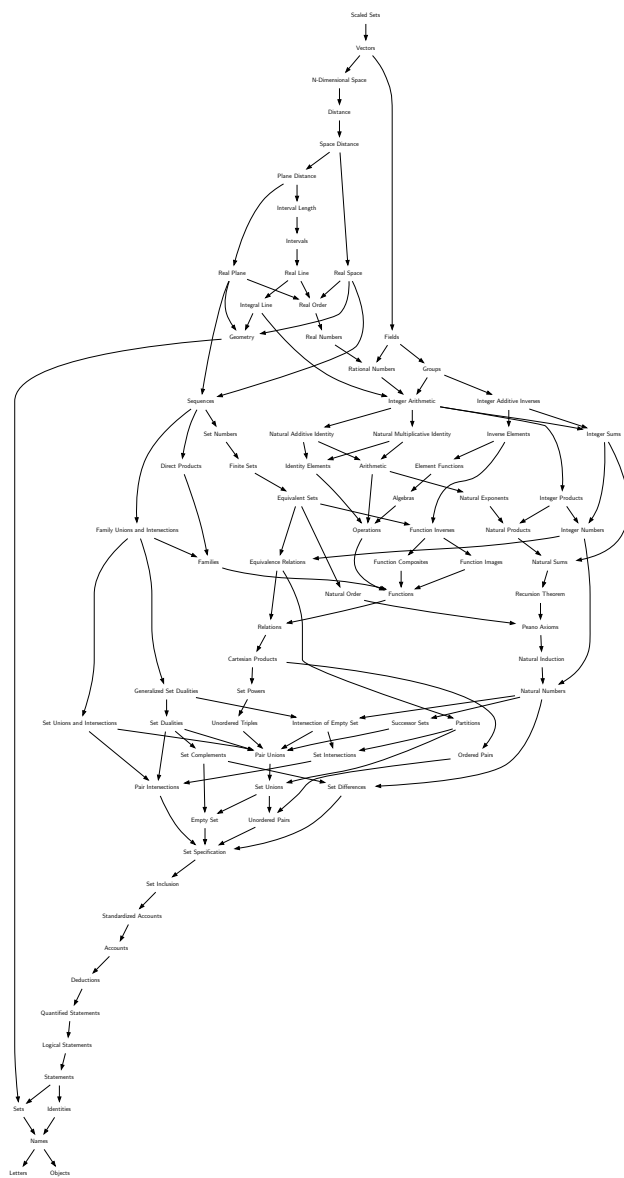 Scaled Sets
Vectors
N-Dimensional Space
Distance
Space Distance
Plane Distance
Interval Length
Intervals
Real Plane Real Line Real Space
Integral Line Real Order
Geometry Real Numbers Fields
Rational Numbers Groups
Sequences Integer Arithmetic Integer Additive Inverses
Set Numbers Natural Additive Identity Natural Multiplicative Identity Inverse Elements Integer Sums
Direct Products Finite Sets Identity Elements Arithmetic Element Functions
Equivalent Sets Algebras Natural Exponents Integer Products
Family Unions and Intersections Operations Function Inverses Natural Products Integer Numbers
Families Equivalence Relations Function Composites Function Images Natural Sums
Natural Order Functions Recursion Theorem
Relations Peano Axioms
Cartesian Products Natural Induction
Generalized Set Dualities Set Powers Natural Numbers
Set Unions and Intersections Set Dualities Unordered Triples Intersection of Empty Set Successor Sets Partitions
Set Complements Pair Unions Set Intersections Ordered Pairs
Pair Intersections Set Unions Set Differences
Empty Set Unordered Pairs
Set Specification
Set Inclusion
Standardized Accounts
Accounts
Deductions
Quantified Statements
Logical Statements
Statements
Sets Identities
Names
Letters Objects